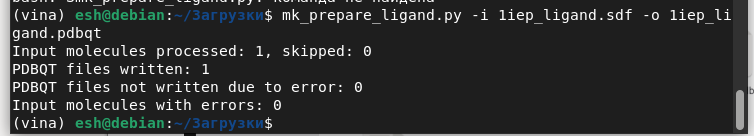 (vina) esh@debian:~/Загрузки$ mk_prepare_ligand.py -i 1iep_ligand.sdf -o 1iep_li
gand.pdbqt
Input molecules processed: 1, skipped: 0
PDBQT files written: 1
PDBQT files not written due to error: 0
Input molecules with errors: 0
(vina) esh@debian:~/Загрузки$